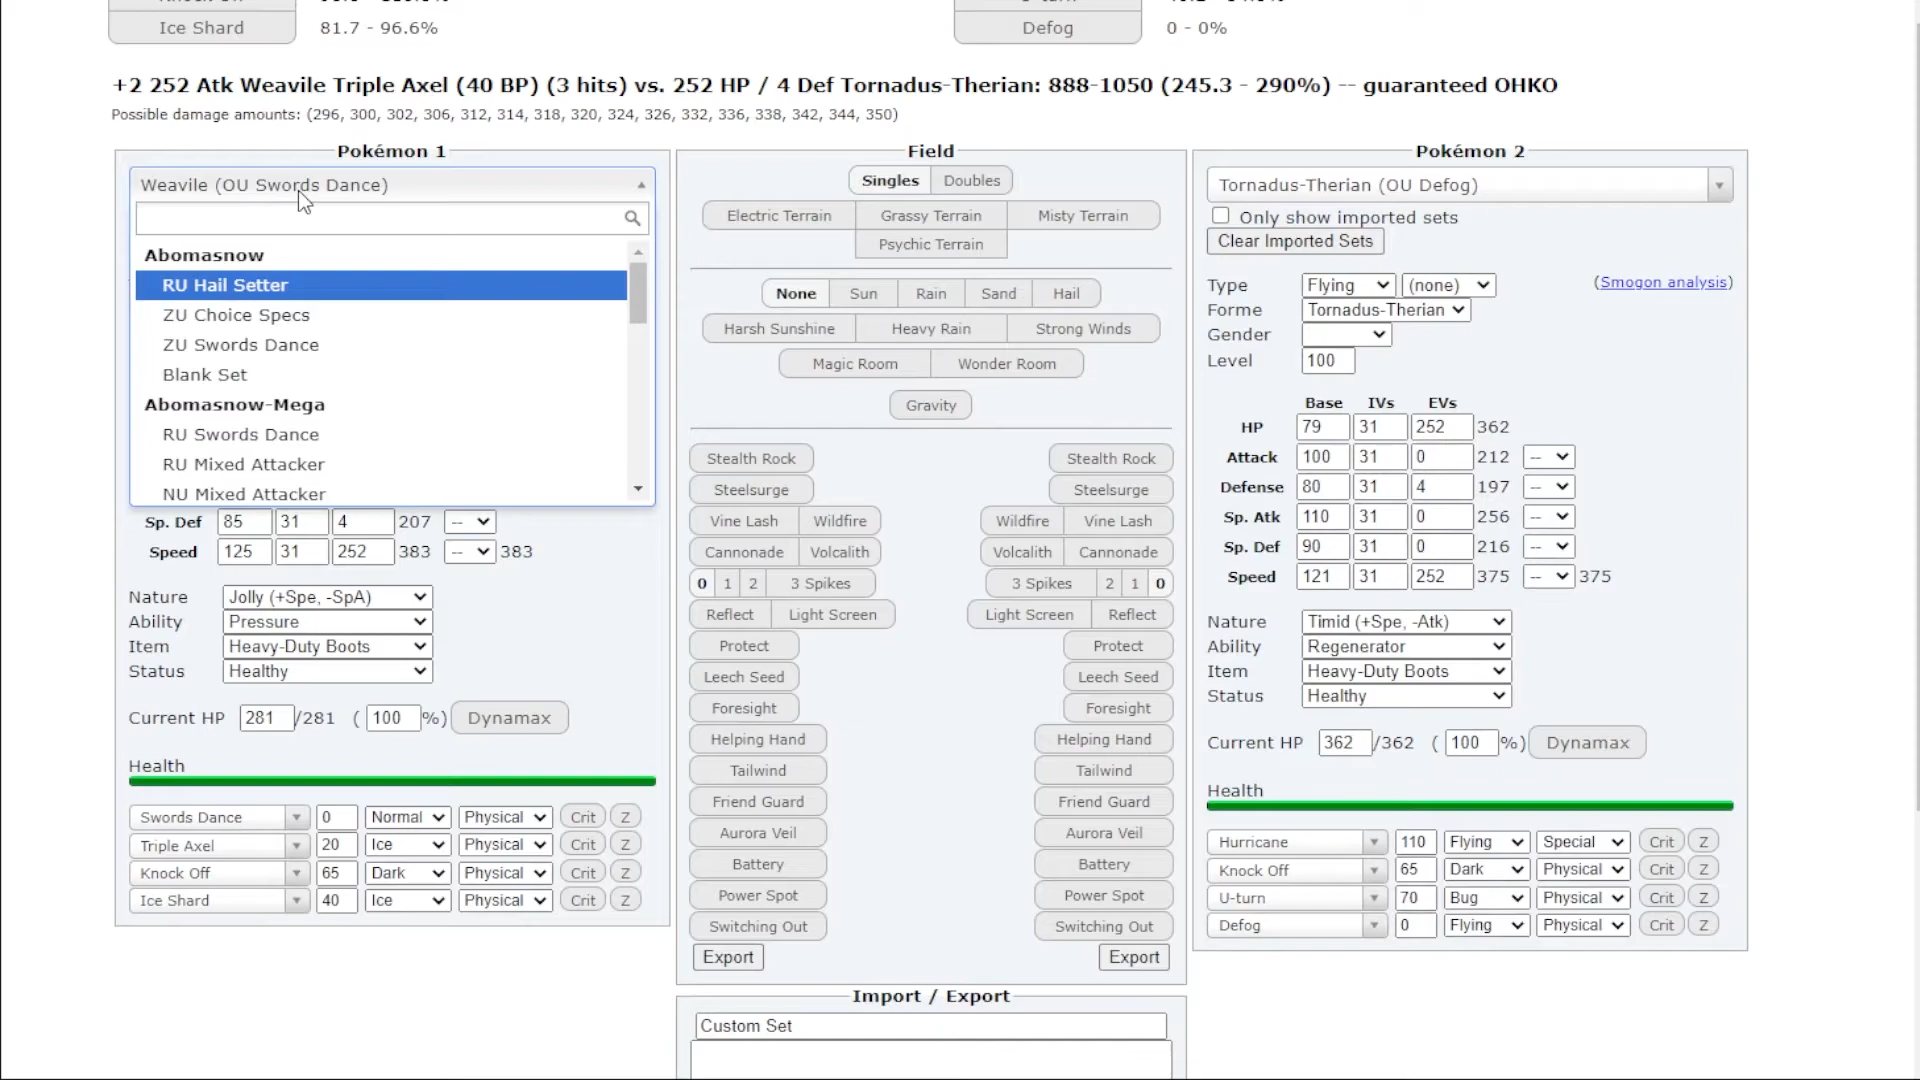 Ice Shard 81.7 - 96.6%
Defog 0 - 0%
+2 252 Atk Weavile Triple Axel (40 BP) (3 hits) vs. 252 HP / 4 Def Tornadus-Therian: 888-1050 (245.3 - 290%) -- guaranteed OHKO
Possible damage amounts: (296, 300, 302, 306, 312, 314, 318, 320, 324, 326, 332, 336, 338, 342, 344, 350)
Pokémon 1
Weavile (OU Swords Dance)
Abomasnow
RU Hail Setter
ZU Choice Specs
ZU Swords Dance
Blank Set
Abomasnow-Mega
RU Swords Dance
RU Mixed Attacker
NU Mixed Attacker
Sp. Def 85 31 4 207 --
Speed 125 31 252 383 -- 383
Nature Jolly (+Spe, -SpA)
Ability Pressure
Item Heavy-Duty Boots
Status Healthy
Current HP 281/281 ( 100 %) Dynamax
Health
Swords Dance 0 Normal Physical Crit Z
Triple Axel 20 Ice Physical Crit Z
Knock Off 65 Dark Physical Crit Z
Ice Shard 40 Ice Physical Crit Z
Field
Singles Doubles
Electric Terrain Grassy Terrain Misty Terrain
Psychic Terrain
None Sun Rain Sand Hail
Harsh Sunshine Heavy Rain Strong Winds
Magic Room Wonder Room
Gravity
Stealth Rock Stealth Rock
Steelsurge Steelsurge
Vine Lash Wildfire Wildfire Vine Lash
Cannonade Volcalith Volcalith Cannonade
0 1 2 3 Spikes 3 Spikes 2 1 0
Reflect Light Screen Light Screen Reflect
Protect Protect
Leech Seed Leech Seed
Foresight Foresight
Helping Hand Helping Hand
Tailwind Tailwind
Friend Guard Friend Guard
Aurora Veil Aurora Veil
Battery Battery
Power Spot Power Spot
Switching Out Switching Out
Export Export
Import / Export
Custom Set
Pokémon 2
Tornadus-Therian (OU Defog)
Only show imported sets
Clear Imported Sets
Type Flying (none) (Smogon analysis)
Forme Tornadus-Therian
Gender
Level 100
Base IVs EVs
HP 79 31 252 362
Attack 100 31 0 212 --
Defense 80 31 4 197 --
Sp. Atk 110 31 0 256 --
Sp. Def 90 31 0 216 --
Speed 121 31 252 375 -- 375
Nature Timid (+Spe, -Atk)
Ability Regenerator
Item Heavy-Duty Boots
Status Healthy
Current HP 362/362 ( 100 %) Dynamax
Health
Hurricane 110 Flying Special Crit Z
Knock Off 65 Dark Physical Crit Z
U-turn 70 Bug Physical Crit Z
Defog 0 Flying Physical Crit Z